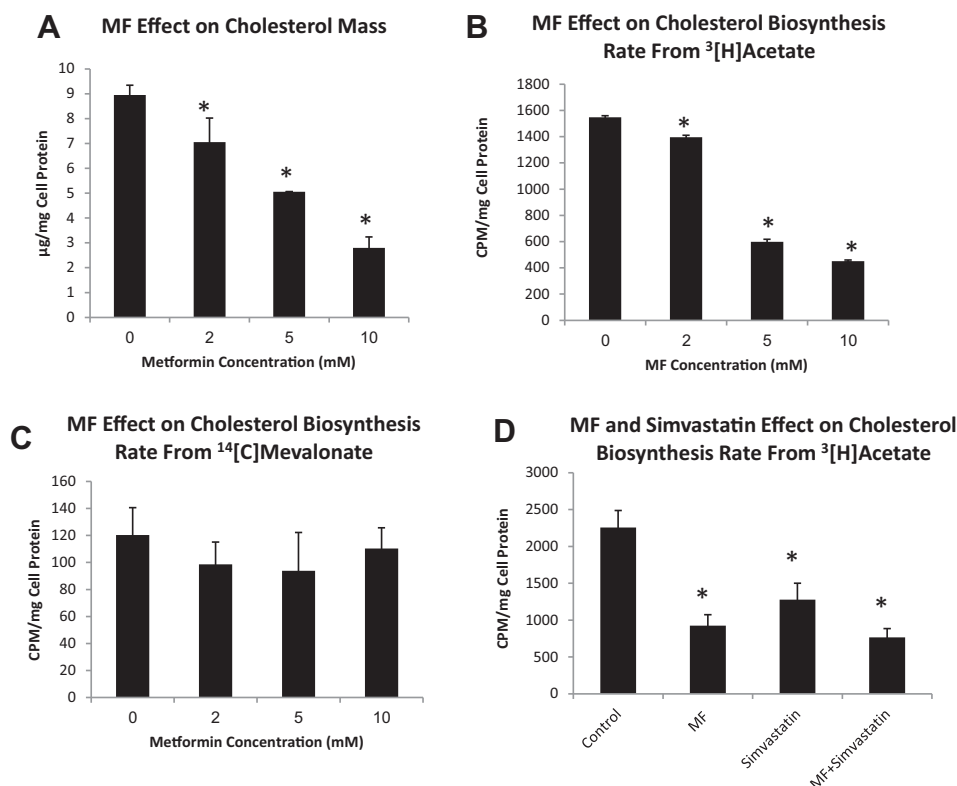 A
MF Effect on Cholesterol Mass
10
9
8
7
6
5
4
3
2
1
0
µg/mg Cell Protein
*
*
*
0 2 5 10
Metformin Concentration (mM)
B
MF Effect on Cholesterol Biosynthesis
Rate From ³[H]Acetate
1800
1600
1400
1200
1000
800
600
400
200
0
CPM/mg Cell Protein
*
*
*
0 2 5 10
MF Concentration (mM)
C
MF Effect on Cholesterol Biosynthesis
Rate From ¹⁴[C]Mevalonate
160
140
120
100
80
60
40
20
0
CPM/mg Cell Protein
0 2 5 10
Metformin Concentration (mM)
D
MF and Simvastatin Effect on Cholesterol
Biosynthesis Rate From ³[H]Acetate
3000
2500
2000
1500
1000
500
0
CPM/mg Cell Protein
*
*
*
Control
MF
Simvastatin
MF+Simvastatin